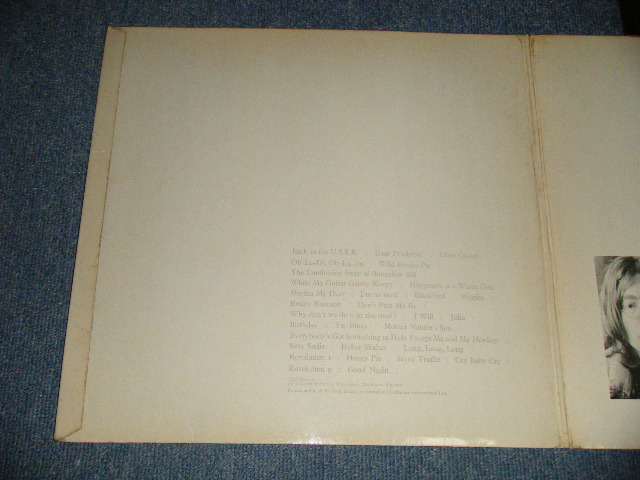 Back in the U.S.S.R. : Dear Prudence : Glass Onion
Ob-La-Di, Ob-La-Da : Wild Honey Pie
The Continuing Story of Bungalow Bill
While My Guitar Gently Weeps : Happiness is a Warm Gun
Martha My Dear : I'm so tired : Blackbird : Piggies
Rocky Raccoon : Don't Pass Me By
Why don't we do it in the road? : I Will : Julia
Birthday : Yer Blues : Mother Nature's Son
Everybody's Got Something to Hide Except Me and My Monkey :
Sexy Sadie : Helter Skelter : Long, Long, Long :
Revolution 1 : Honey Pie : Savoy Truffle : Cry Baby Cry :
Revolution 9 : Good Night